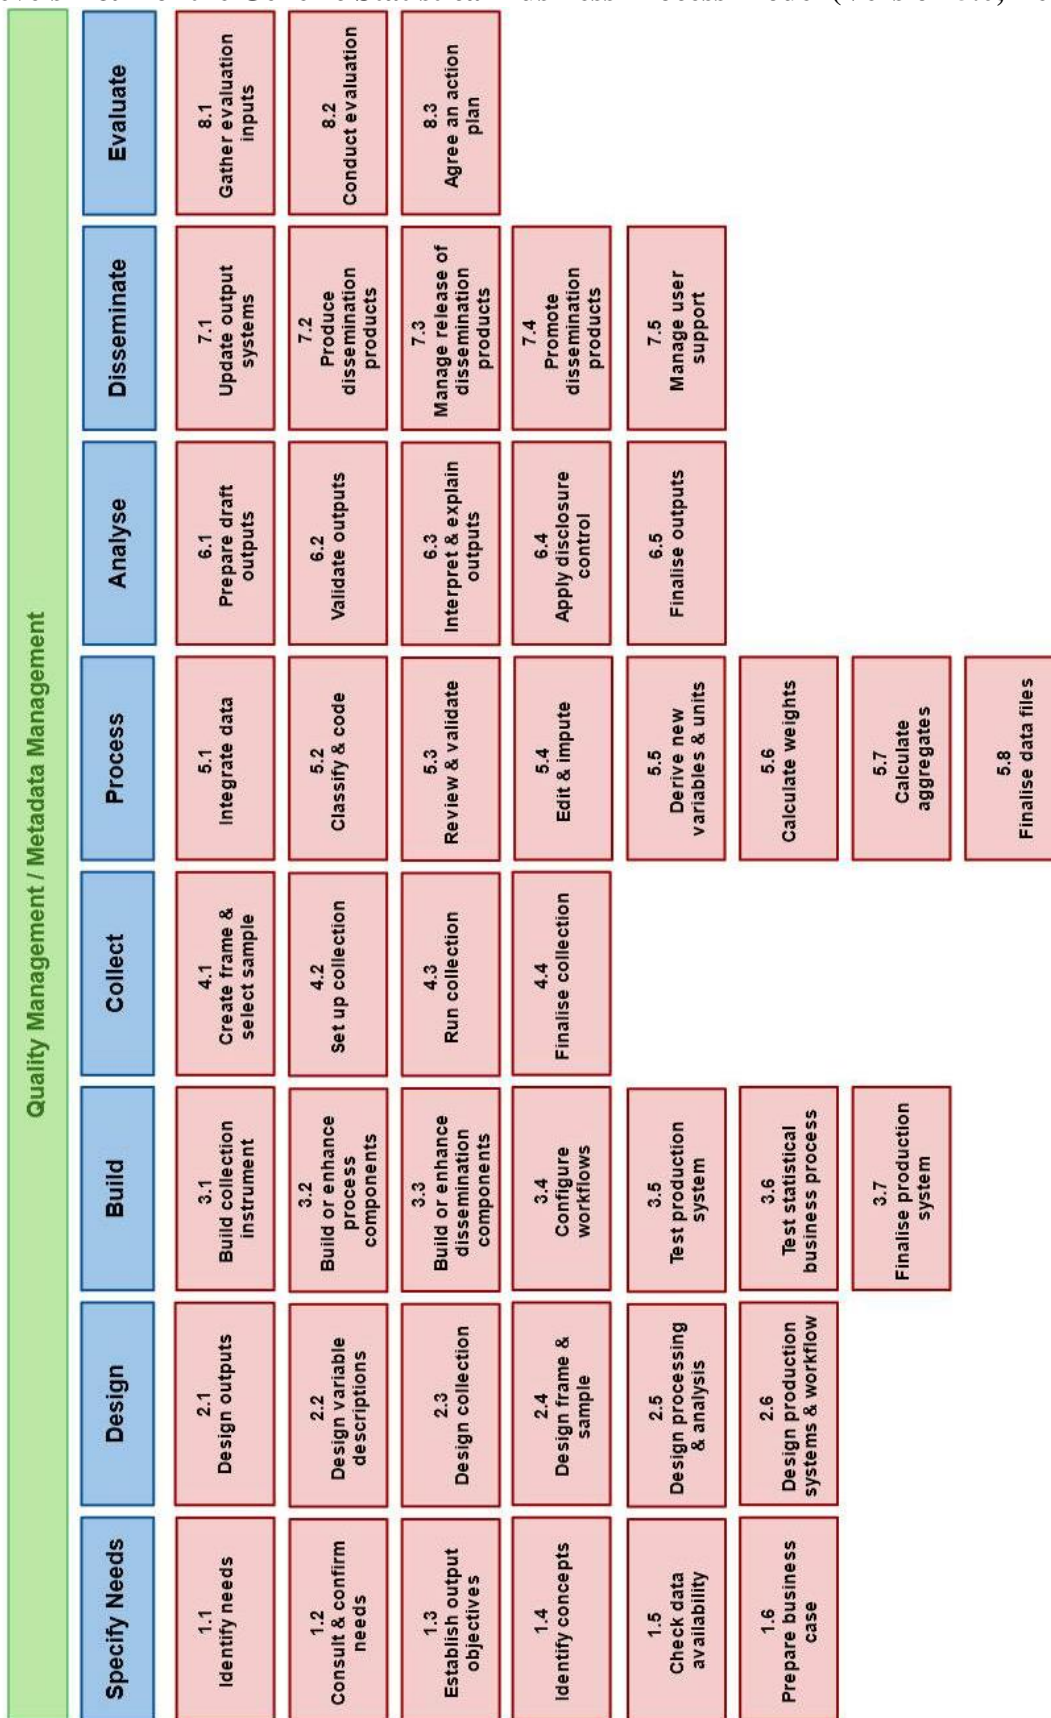 Quality Management / Metadata Management
Specify Needs
Design
Build
Collect
Process
Analyse
Disseminate
Evaluate
1.1
Identify needs
1.2
Consult & confirm
needs
1.3
Establish output
objectives
1.4
Identify concepts
1.5
Check data
availability
1.6
Prepare business
case
2.1
Design outputs
2.2
Design variable
descriptions
2.3
Design collection
2.4
Design frame &
sample
2.5
Design processing
& analysis
2.6
Design production
systems & workflow
3.1
Build collection
instrument
3.2
Build or enhance
process
components
3.3
Build or enhance
dissemination
components
3.4
Configure
workflows
3.5
Test production
system
3.6
Test statistical
business process
3.7
Finalise production
system
4.1
Create frame &
select sample
4.2
Set up collection
4.3
Run collection
4.4
Finalise collection
5.1
Integrate data
5.2
Classify & code
5.3
Review & validate
5.4
Edit & impute
5.5
Derive new
variables & units
5.6
Calculate weights
5.7
Calculate
aggregates
5.8
Finalise data files
6.1
Prepare draft
outputs
6.2
Validate outputs
6.3
Interpret & explain
outputs
6.4
Apply disclosure
control
6.5
Finalise outputs
7.1
Update output
systems
7.2
Produce
dissemination
products
7.3
Manage release of
dissemination
products
7.4
Promote
dissemination
products
7.5
Manage user
support
8.1
Gather evaluation
inputs
8.2
Conduct evaluation
8.3
Agree an action
plan